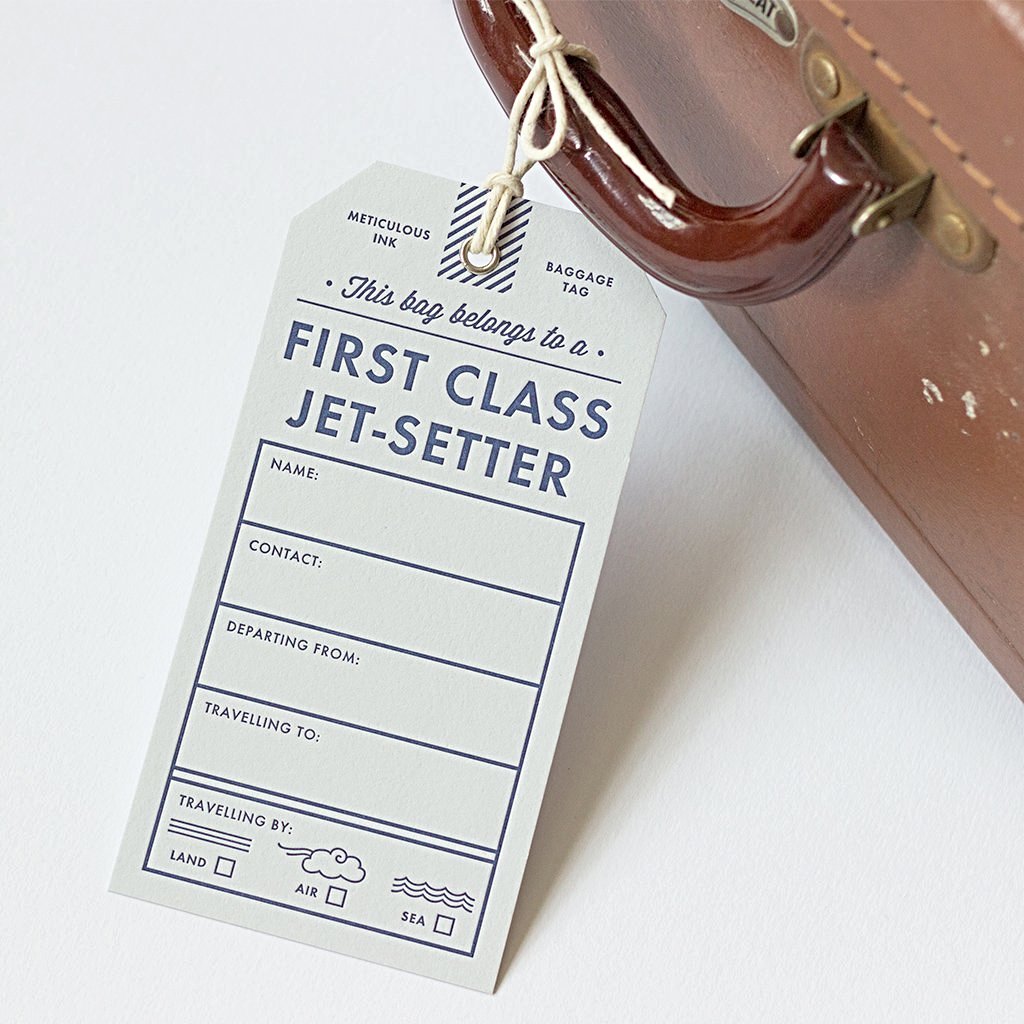 METICULOUS
INK
BAGGAGE
TAG
• This bag belongs to a •
FIRST CLASS
JET-SETTER
NAME:
CONTACT:
DEPARTING FROM:
TRAVELLING TO:
TRAVELLING BY:
LAND
AIR
SEA